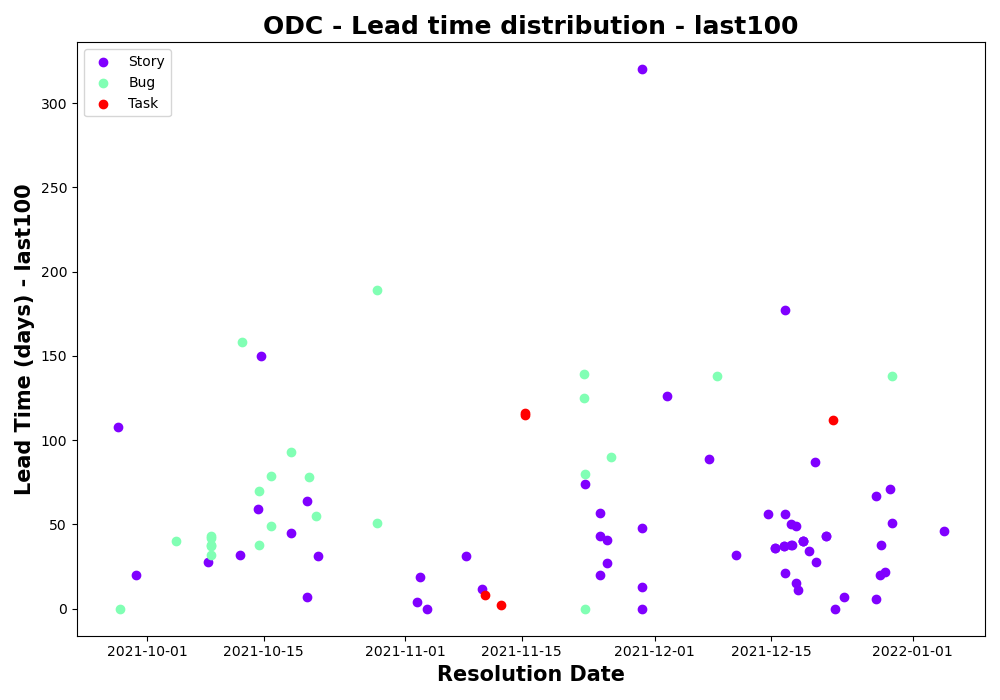 ODC - Lead time distribution - last100
Story
Bug
Task
Lead Time (days) - last100
300
250
200
150
100
50
0
2021-10-01
2021-10-15
2021-11-01
2021-11-15
2021-12-01
2021-12-15
2022-01-01
Resolution Date